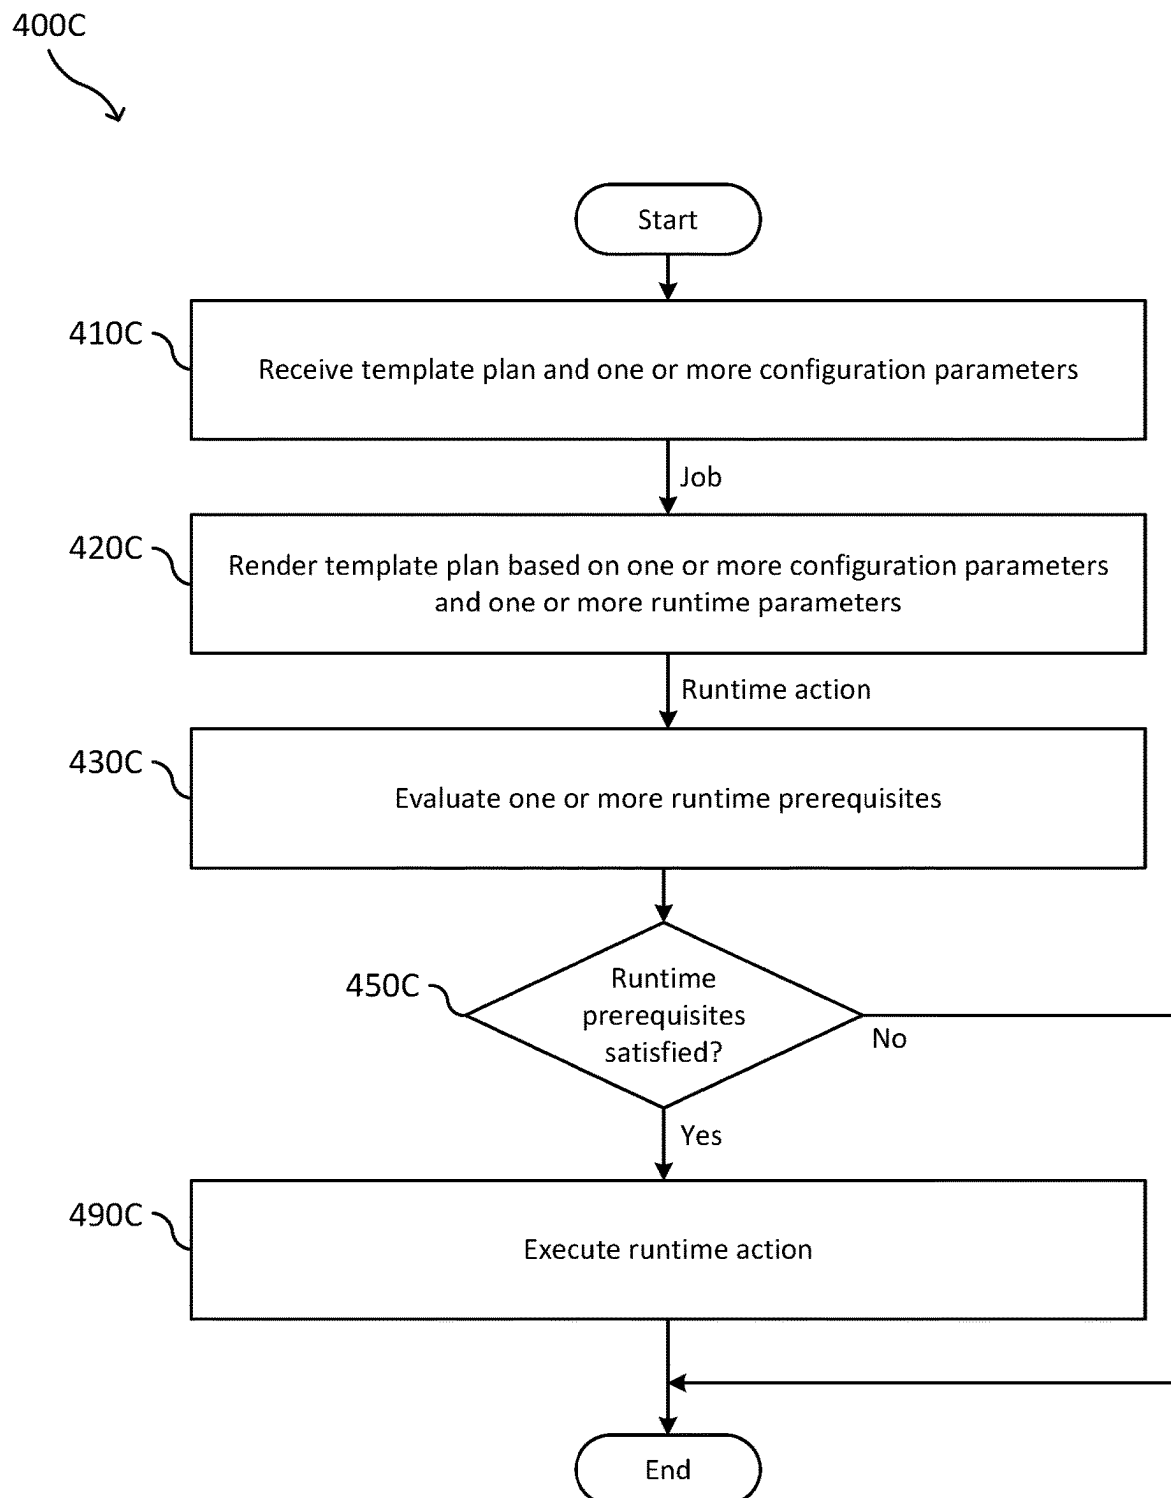 400C
Start
410C
Receive template plan and one or more configuration parameters
Job
420C
Render template plan based on one or more configuration parameters
and one or more runtime parameters
Runtime action
430C
Evaluate one or more runtime prerequisites
450C
Runtime
prerequisites
satisfied?
No
Yes
490C
Execute runtime action
End